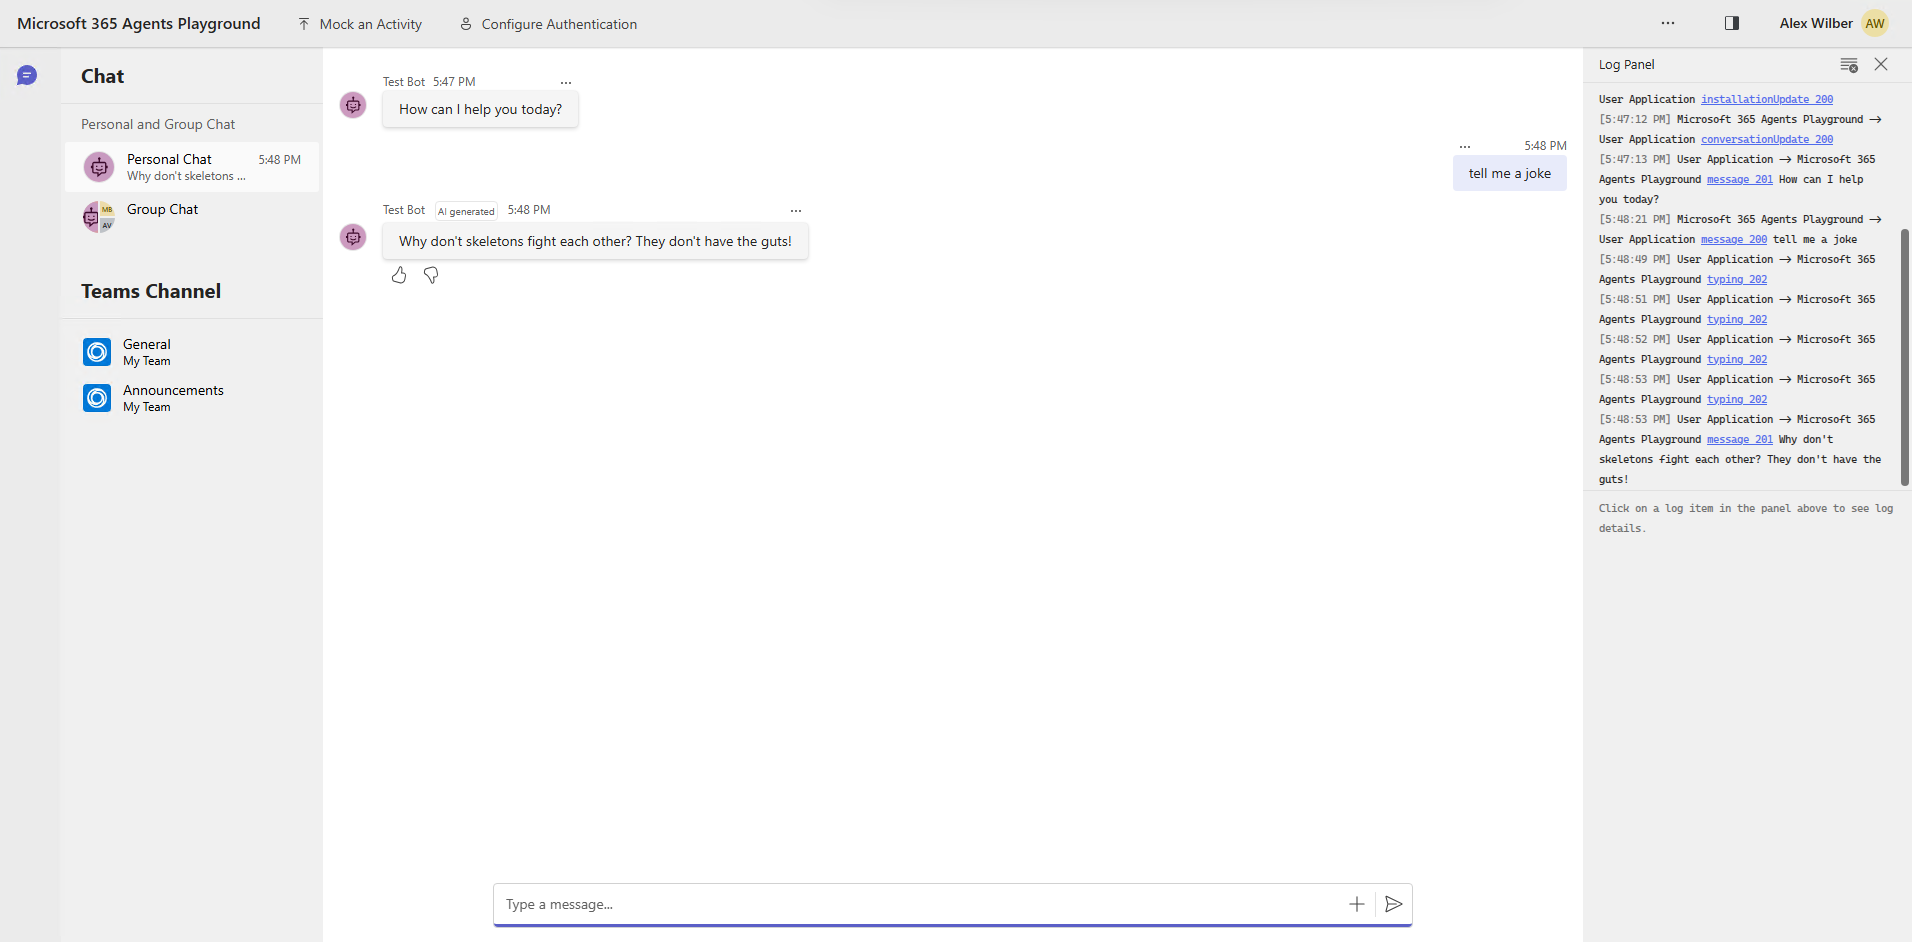 Microsoft 365 Agents Playground
Mock an Activity
Configure Authentication
Alex Wilber
AW
Chat
Personal and Group Chat
Personal Chat
5:48 PM
Why don't skeletons ...
MB
AV
Group Chat
Teams Channel
General
My Team
Announcements
My Team
Test Bot 5:47 PM
How can I help you today?
5:48 PM
tell me a joke
Test Bot AI generated 5:48 PM
Why don't skeletons fight each other? They don't have the guts!
Type a message...
Log Panel
User Application installationUpdate 200
[5:47:12 PM] Microsoft 365 Agents Playground →
User Application conversationUpdate 200
[5:47:13 PM] User Application → Microsoft 365
Agents Playground message 201 How can I help
you today?
[5:48:21 PM] Microsoft 365 Agents Playground →
User Application message 200 tell me a joke
[5:48:49 PM] User Application → Microsoft 365
Agents Playground typing 202
[5:48:51 PM] User Application → Microsoft 365
Agents Playground typing 202
[5:48:52 PM] User Application → Microsoft 365
Agents Playground typing 202
[5:48:53 PM] User Application → Microsoft 365
Agents Playground typing 202
[5:48:53 PM] User Application → Microsoft 365
Agents Playground message 201 Why don't
skeletons fight each other? They don't have the
guts!
Click on a log item in the panel above to see log
details.